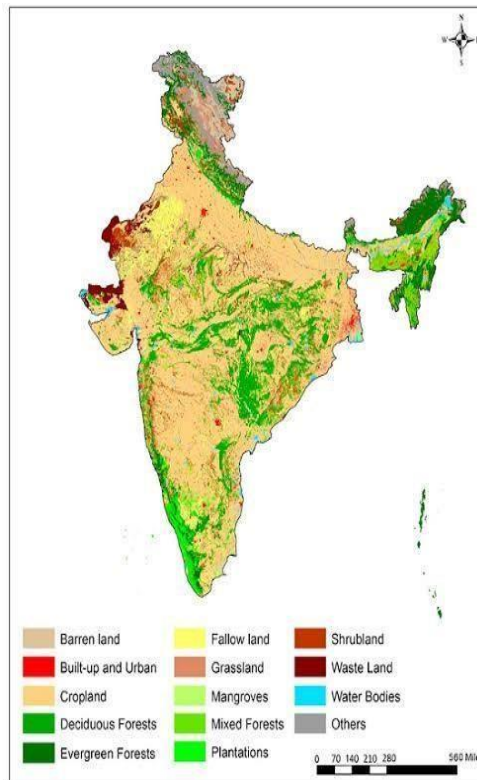 N
W
S
Barren land
Built-up and Urban
Cropland
Deciduous Forests
Evergreen Forests
Fallow land
Grassland
Mangroves
Mixed Forests
Plantations
Shrubland
Waste Land
Water Bodies
Others
0 70 140 210 280
560 Mile